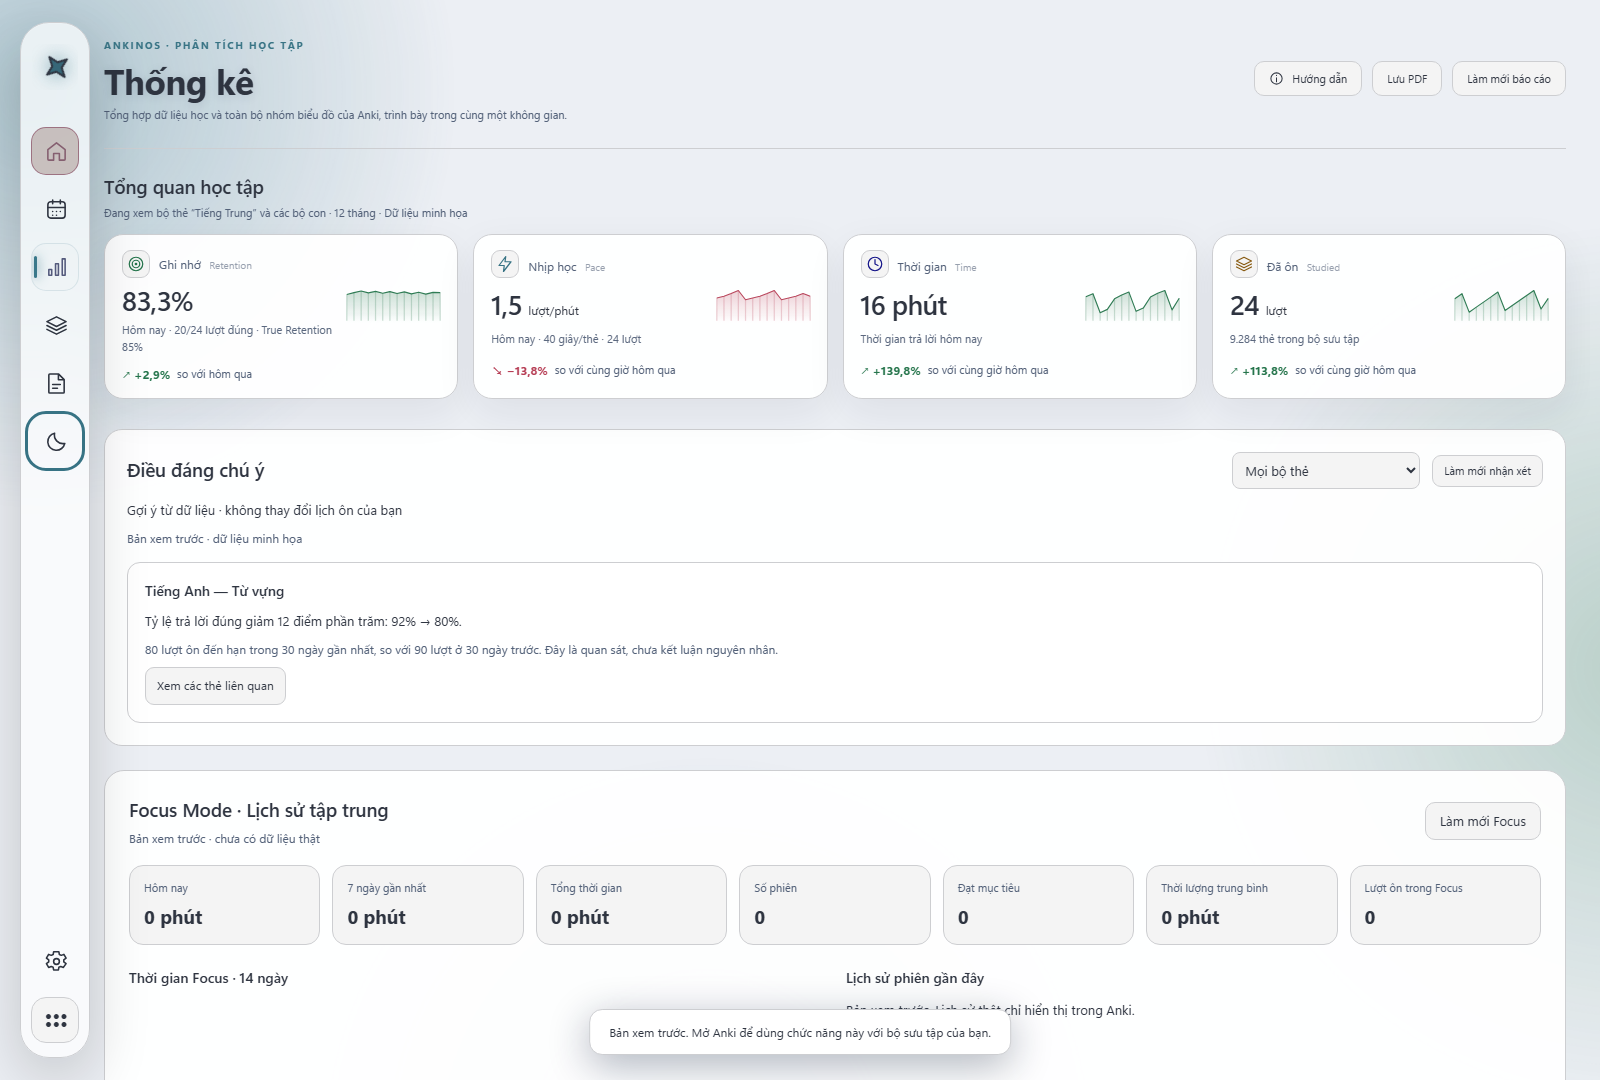 ANKINOS · PHÂN TÍCH HỌC TẬP
Thống kê
Tổng hợp dữ liệu học và toàn bộ nhóm biểu đồ của Anki, trình bày trong cùng một không gian.
Hướng dẫn
Lưu PDF
Làm mới báo cáo
Tổng quan học tập
Đang xem bộ thẻ "Tiếng Trung" và các bộ con · 12 tháng · Dữ liệu minh họa
Ghi nhớ Retention
83,3%
Hôm nay · 20/24 lượt đúng · True Retention
85%
↗ +2,9% so với hôm qua
Nhịp học Pace
1,5 lượt/phút
Hôm nay · 40 giây/thẻ · 24 lượt
↘ −13,8% so với cùng giờ hôm qua
Thời gian Time
16 phút
Thời gian trả lời hôm nay
↗ +139,8% so với cùng giờ hôm qua
Đã ôn Studied
24 lượt
9.284 thẻ trong bộ sưu tập
↗ +113,8% so với cùng giờ hôm qua
Điều đáng chú ý
Mọi bộ thẻ
Làm mới nhận xét
Gợi ý từ dữ liệu · không thay đổi lịch ôn của bạn
Bản xem trước · dữ liệu minh họa
Tiếng Anh — Từ vựng
Tỷ lệ trả lời đúng giảm 12 điểm phần trăm: 92% → 80%.
80 lượt ôn đến hạn trong 30 ngày gần nhất, so với 90 lượt ở 30 ngày trước. Đây là quan sát, chưa kết luận nguyên nhân.
Xem các thẻ liên quan
Focus Mode · Lịch sử tập trung
Bản xem trước · chưa có dữ liệu thật
Làm mới Focus
Hôm nay
0 phút
7 ngày gần nhất
0 phút
Tổng thời gian
0 phút
Số phiên
0
Đạt mục tiêu
0
Thời lượng trung bình
0 phút
Lượt ôn trong Focus
0
Thời gian Focus · 14 ngày
Lịch sử phiên gần đây
Bản xem trước. Lịch sử thật chỉ hiển thị trong Anki.
Bản xem trước. Mở Anki để dùng chức năng này với bộ sưu tập của bạn.